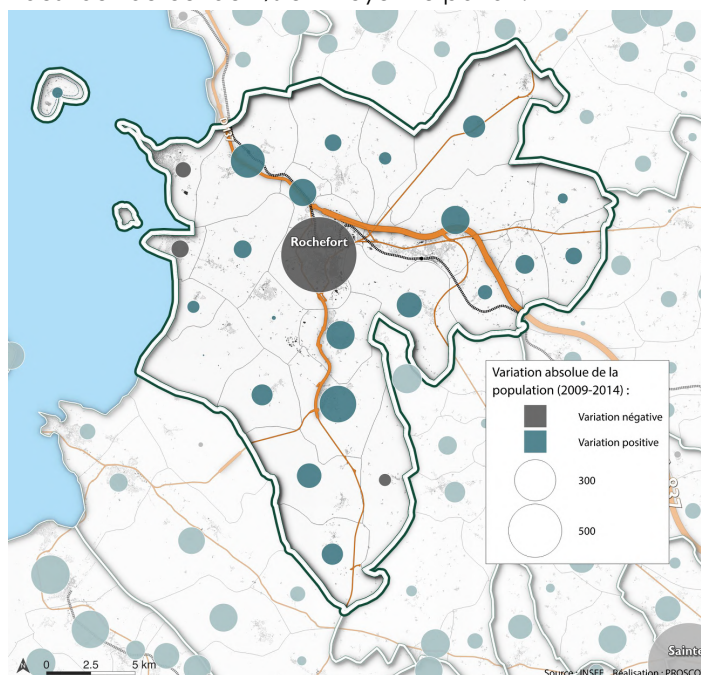 Rochefort
Variation absolue de la
population (2009-2014) :
Variation négative
Variation positive
300
500
0 2.5 5 km
Source : INSEE Réalisation : PROSCO